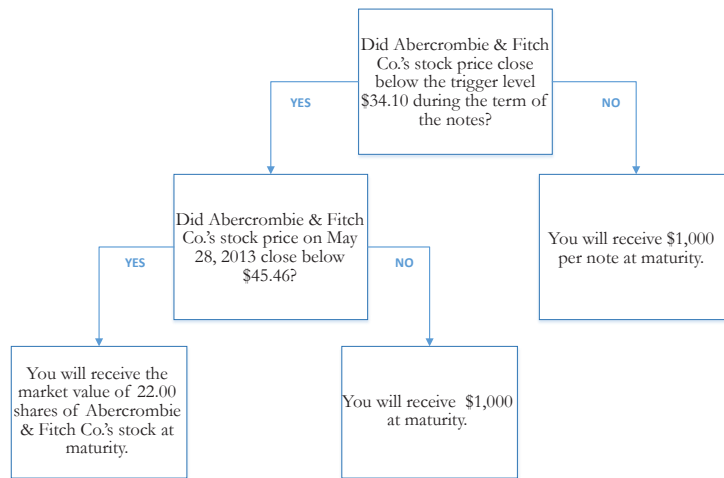 Did Abercrombie & Fitch
Co.'s stock price close
below the trigger level
$34.10 during the term of
the notes?
YES
NO
Did Abercrombie & Fitch
Co.'s stock price on May
28, 2013 close below
$45.46?
You will receive $1,000
per note at maturity.
YES
NO
You will receive the
market value of 22.00
shares of Abercrombie
& Fitch Co.'s stock at
maturity.
You will receive $1,000
at maturity.